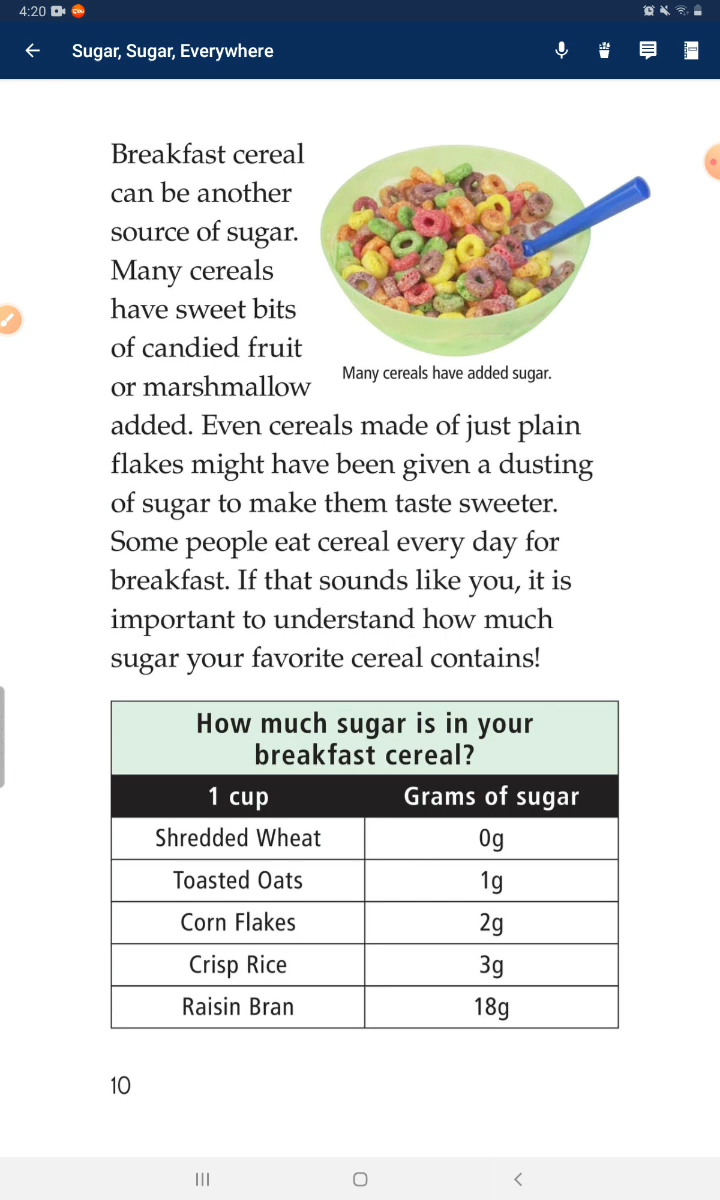 4:20
Sugar, Sugar, Everywhere
Breakfast cereal
can be another
source of sugar.
Many cereals
have sweet bits
of candied fruit
or marshmallow
Many cereals have added sugar.
added. Even cereals made of just plain
flakes might have been given a dusting
of sugar to make them taste sweeter.
Some people eat cereal every day for
breakfast. If that sounds like you, it is
important to understand how much
sugar your favorite cereal contains!
How much sugar is in your
breakfast cereal?
1 cup Grams of sugar
Shredded Wheat 0g
Toasted Oats 1g
Corn Flakes 2g
Crisp Rice 3g
Raisin Bran 18g
10